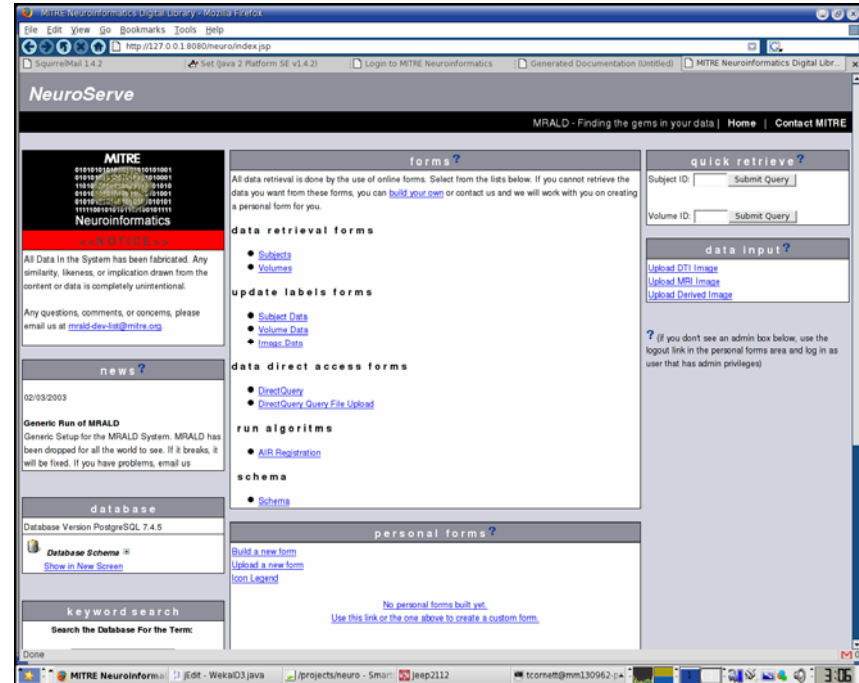 MITRE Neuroinformatics Digital Library - Mozilla Firefox
File Edit View Go Bookmarks Tools Help
http://127.0.0.1:8080/neuro/index.jsp
SquirrelMail 1.4.2
Set (Java 2 Platform SE v1.4.2)
Login to MITRE Neuroinformatics
Generated Documentation (Untitled)
MITRE Neuroinformatics Digital Libr...
NeuroServe
MRALD - Finding the gems in your data | Home | Contact MITRE
MITRE
Neuroinformatics
<<NOTICE>>
All Data In the System has been fabricated. Any
similarity, likeness, or implication drawn from the
content or data is completely unintentional.
Any questions, comments, or concerns, please
email us at mrald-dev-list@mitre.org.
news?
02/03/2003
Generic Run of MRALD
Generic Setup for the MRALD System. MRALD has
been dropped for all the world to see. If it breaks, it
will be fixed. If you have problems, email us
database
Database Version PostgreSQL 7.4.5
Database Schema
Show in New Screen
keyword search
Search the Database For the Term:
forms?
All data retrieval is done by the use of online forms. Select from the lists below. If you cannot retrieve the
data you want from these forms, you can build your own or contact us and we will work with you on creating
a personal form for you.
data retrieval forms
Subjects
Volumes
update labels forms
Subject Data
Volume Data
Image Data
data direct access forms
DirectQuery
DirectQuery Query File Upload
run algoritms
AIR Registration
schema
Schema
personal forms?
Build a new form
Upload a new form
Icon Legend
No personal forms built yet.
Use this link or the one above to create a custom form.
quick retrieve?
Subject ID: Submit Query
Volume ID: Submit Query
data input?
Upload DTI Image
Upload MRI Image
Upload Derived Image
? (if you don't see an admin box below, use the
logout link in the personal forms area and log in as
user that has admin privileges)
Done
MITRE Neuroinforma
jEdit - WekaID3.java
/projects/neuro - Smart
Jeep2112
tcornett@mm130962-p
1
3:06